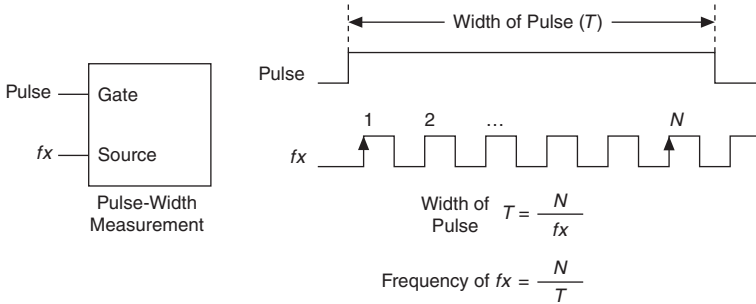 Width of Pulse (T)
Pulse
1 2 ... N
fx
Pulse
Gate
fx
Source
Pulse-Width
Measurement
Width of
Pulse
T = N
fx
Frequency of fx = N
T